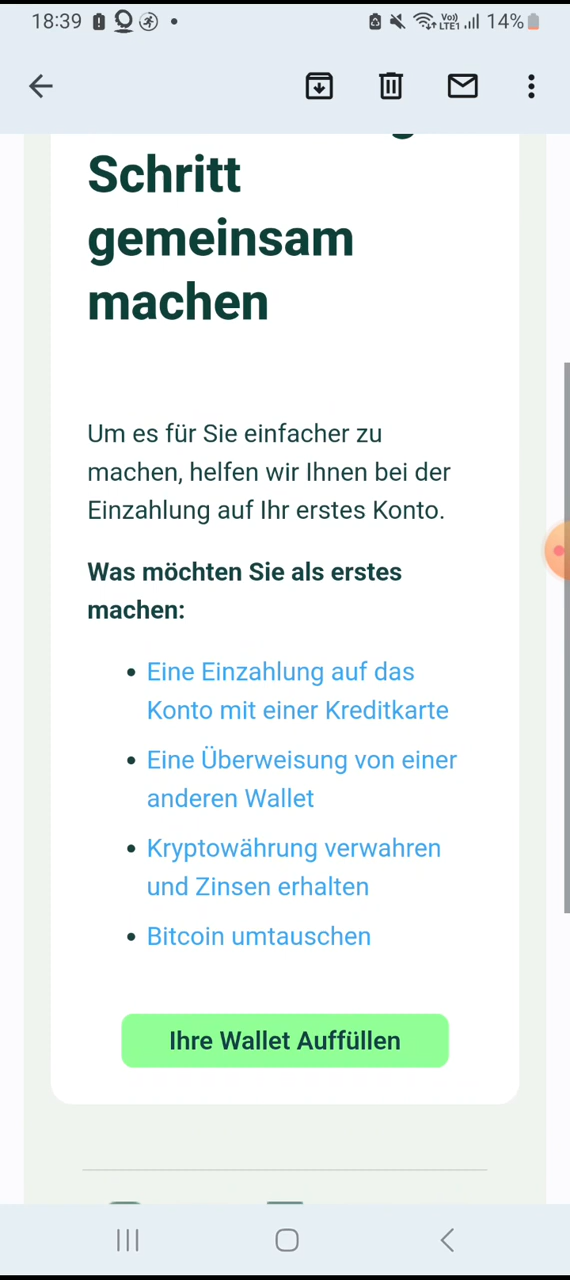 18:39
Vo))
LTE1
14%
Schritt
gemeinsam
machen
Um es für Sie einfacher zu
machen, helfen wir Ihnen bei der
Einzahlung auf Ihr erstes Konto.
Was möchten Sie als erstes
machen:
• Eine Einzahlung auf das
Konto mit einer Kreditkarte
• Eine Überweisung von einer
anderen Wallet
• Kryptowährung verwahren
und Zinsen erhalten
• Bitcoin umtauschen
Ihre Wallet Auffüllen